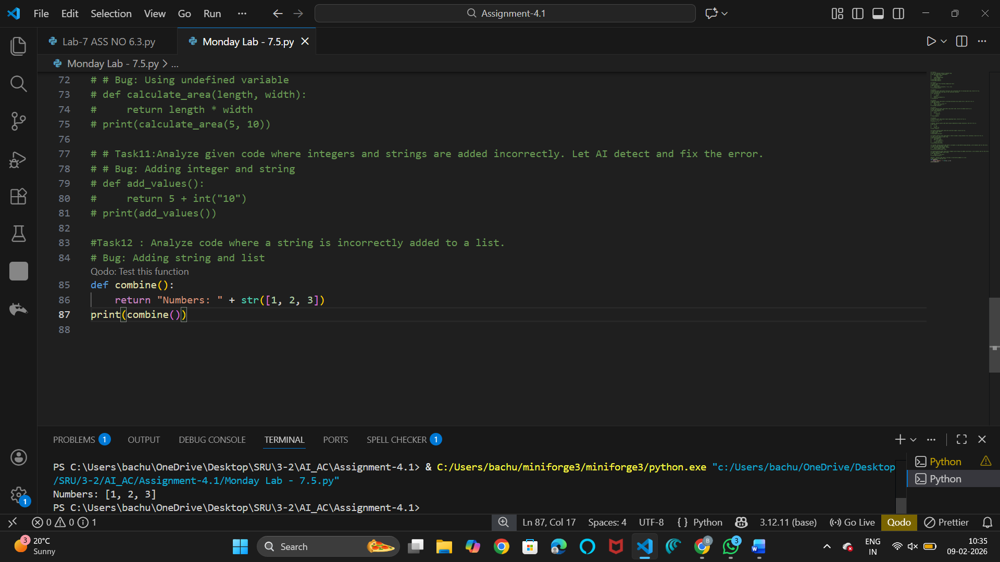 File Edit Selection View Go Run ··· Assignment-4.1
Lab-7 ASS NO 6.3.py Monday Lab - 7.5.py
Monday Lab - 7.5.py > ...
72 # # Bug: Using undefined variable
73 # def calculate_area(length, width):
74 #     return length * width
75 # print(calculate_area(5, 10))
76
77 # # Task11:Analyze given code where integers and strings are added incorrectly. Let AI detect and fix the error.
78 # # Bug: Adding integer and string
79 # def add_values():
80 #     return 5 + int("10")
81 # print(add_values())
82
83 #Task12 : Analyze code where a string is incorrectly added to a list.
84 # Bug: Adding string and list
Qodo: Test this function
85 def combine():
86     return "Numbers: " + str([1, 2, 3])
87 print(combine())
88
PROBLEMS 1 OUTPUT DEBUG CONSOLE TERMINAL PORTS SPELL CHECKER 1
PS C:\Users\bachu\OneDrive\Desktop\SRU\3-2\AI_AC\Assignment-4.1> & C:/Users/bachu/miniforge3/miniforge3/python.exe "c:/Users/bachu/OneDrive/Desktop
/SRU/3-2/AI_AC/Assignment-4.1/Monday Lab - 7.5.py"
Numbers: [1, 2, 3]
PS C:\Users\bachu\OneDrive\Desktop\SRU\3-2\AI_AC\Assignment-4.1>
Python
Python
1
0 0 1 Ln 87, Col 17 Spaces: 4 UTF-8 { } Python 3.12.11 (base) Go Live Qodo Prettier
3 20°C
Sunny
Search
B
3
W
ENG
IN
10:35
09-02-2026